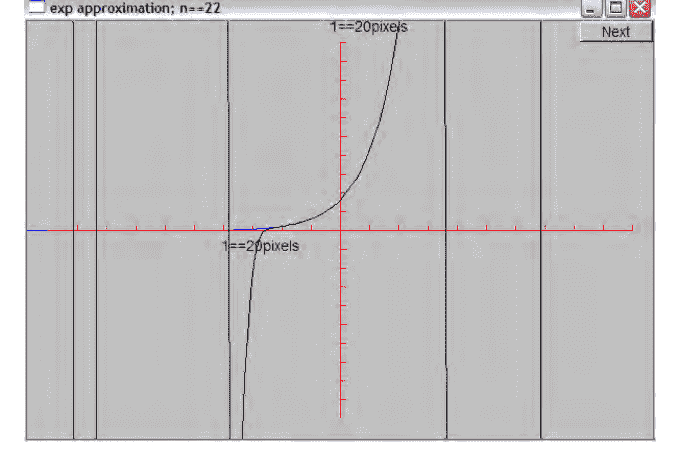 exp approximation; n==22
1==20pixels
Next
1==20pixels